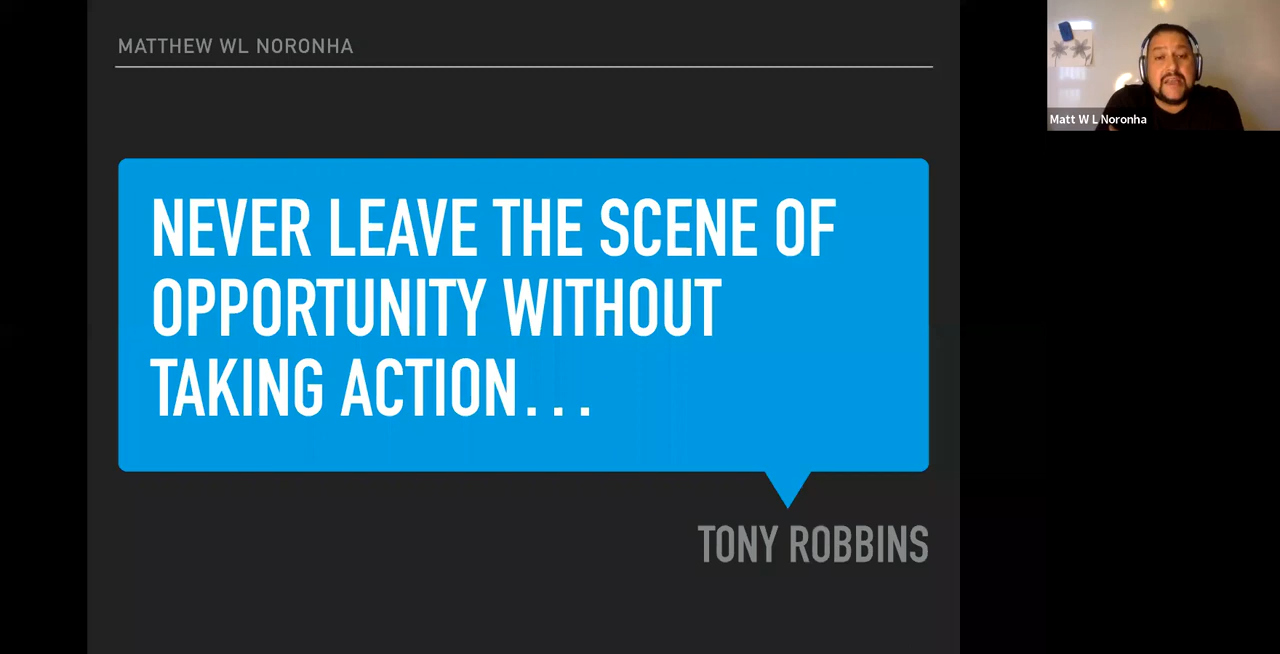 MATTHEW WL NORONHA
NEVER LEAVE THE SCENE OF
OPPORTUNITY WITHOUT
TAKING ACTION...
TONY ROBBINS
Matt W L Noronha